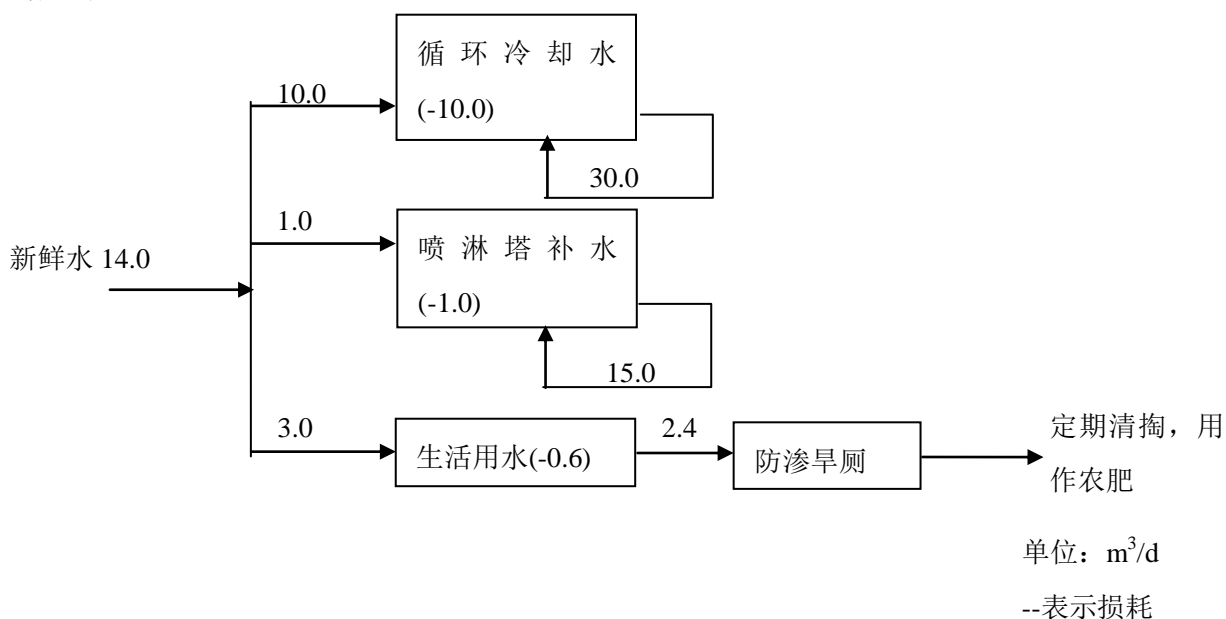 循环冷却水
(-10.0)
10.0
30.0
1.0
喷淋塔补水
(-1.0)
新鲜水 14.0
15.0
3.0
生活用水(-0.6)
2.4
防渗旱厕
定期清掏，用
作农肥
单位：m³/d
--表示损耗